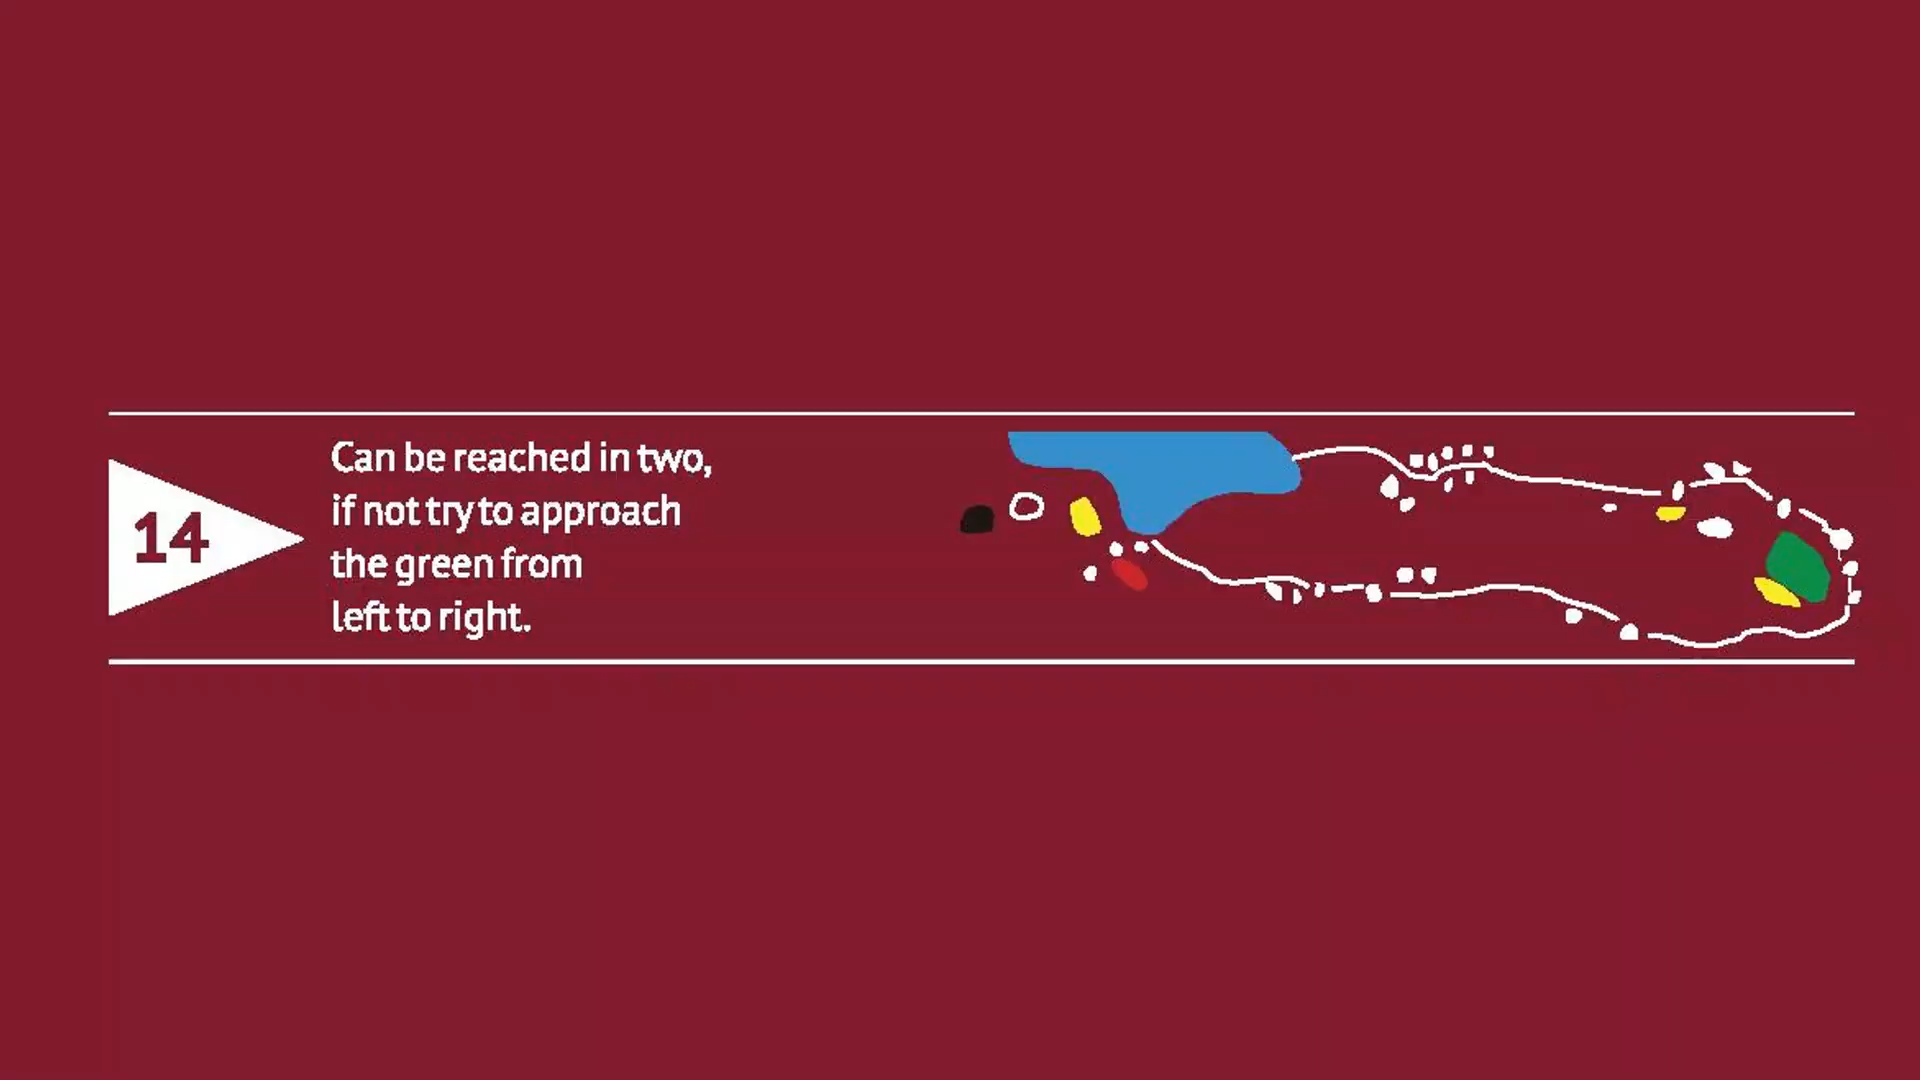 14
Can be reached in two,
if not try to approach
the green from
left to right.